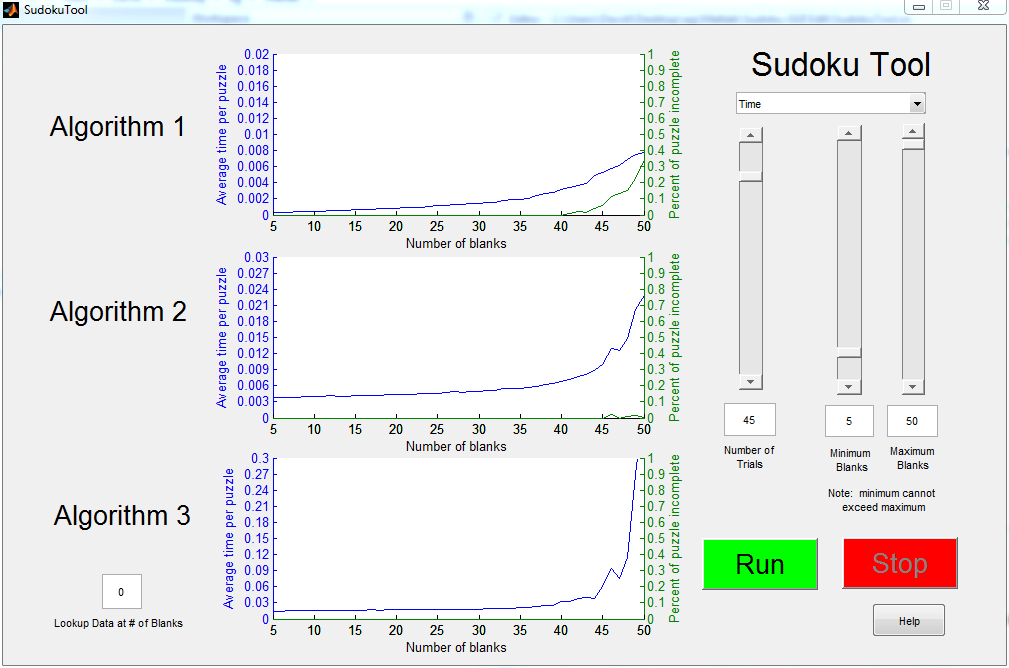 SudokuTool
Sudoku Tool
Time
Algorithm 1
Average time per puzzle
0.02
0.018
0.016
0.014
0.012
0.01
0.008
0.006
0.004
0.002
0
1
0.9
0.8
0.7
0.6
0.5
0.4
0.3
0.2
0.1
0
Percent of puzzle incomplete
5 10 15 20 25 30 35 40 45 50
Number of blanks
Algorithm 2
Average time per puzzle
0.03
0.027
0.024
0.021
0.018
0.015
0.012
0.009
0.006
0.003
0
1
0.9
0.8
0.7
0.6
0.5
0.4
0.3
0.2
0.1
0
Percent of puzzle incomplete
5 10 15 20 25 30 35 40 45 50
Number of blanks
Algorithm 3
Average time per puzzle
0.3
0.27
0.24
0.21
0.18
0.15
0.12
0.09
0.06
0.03
0
1
0.9
0.8
0.7
0.6
0.5
0.4
0.3
0.2
0.1
0
Percent of puzzle incomplete
5 10 15 20 25 30 35 40 45 50
Number of blanks
0
Lookup Data at # of Blanks
45
Number of
Trials
5
Minimum
Blanks
50
Maximum
Blanks
Note: minimum cannot
exceed maximum
Run
Stop
Help